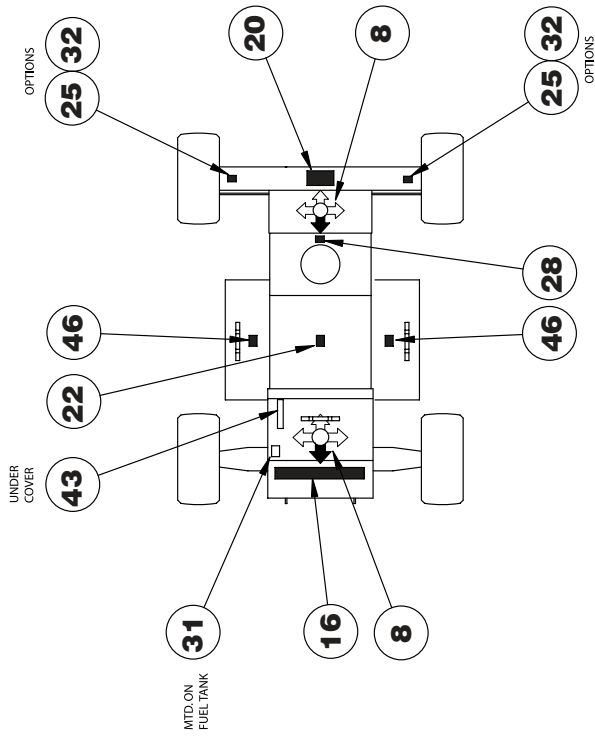 UNDER
COVER
OPTIONS
43
22
46
25
32
MTD. ON
FUEL TANK
31
20
16
8
8
46
28
25
32
OPTIONS